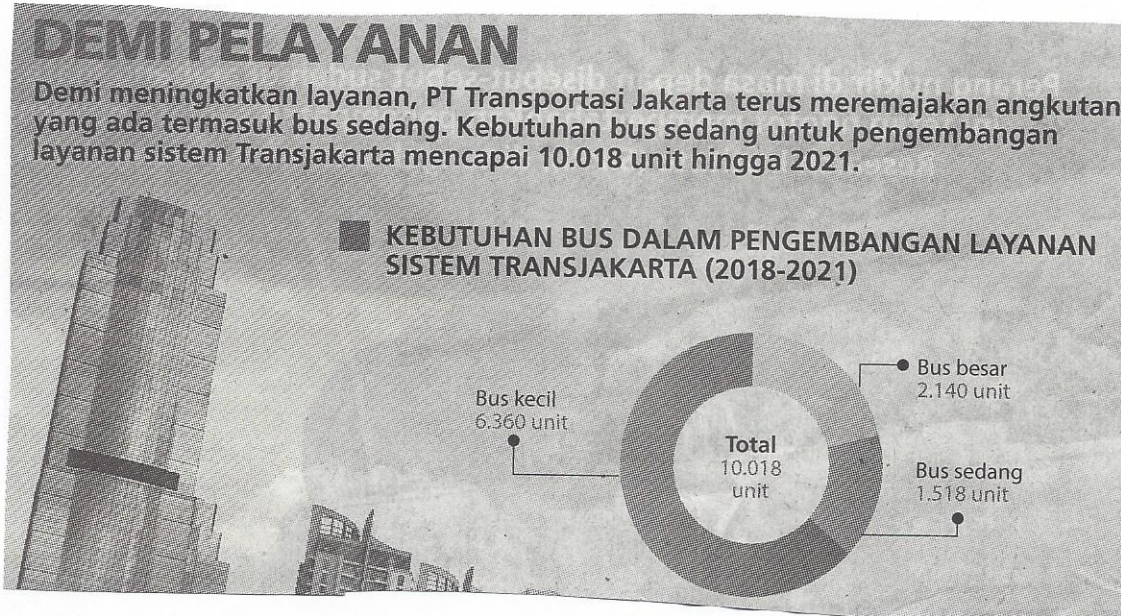 DEMI PELAYANAN
Demi meningkatkan layanan, PT Transportasi Jakarta terus meremajakan angkutan
yang ada termasuk bus sedang. Kebutuhan bus sedang untuk pengembangan
layanan sistem Transjakarta mencapai 10.018 unit hingga 2021.
KEBUTUHAN BUS DALAM PENGEMBANGAN LAYANAN
SISTEM TRANSJAKARTA (2018-2021)
Bus kecil
6.360 unit
Total
10.018
unit
Bus besar
2.140 unit
Bus sedang
1.518 unit